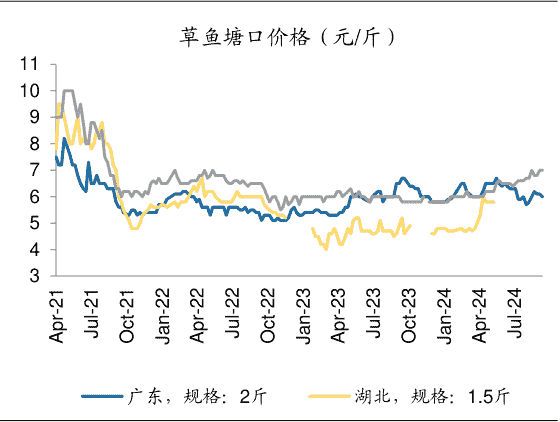 草鱼塘口价格（元/斤）
11
10
9
8
7
6
5
4
3
Apr-21
Jul-21
Oct-21
Jan-22
Apr-22
Jul-22
Oct-22
Jan-23
Apr-23
Jul-23
Oct-23
Jan-24
Apr-24
Jul-24
广东，规格：2斤
湖北，规格：1.5斤